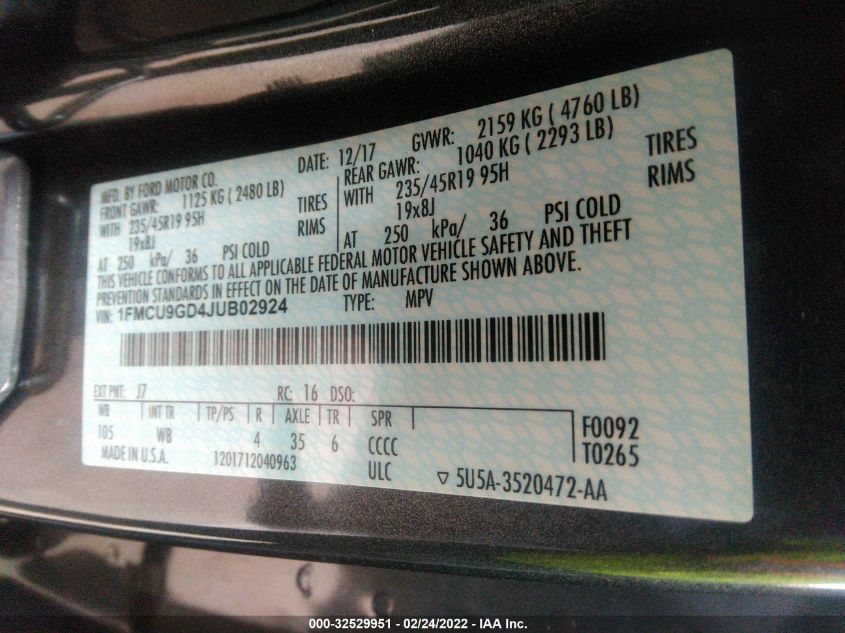 MFD. BY FORD MOTOR CO.
DATE: 12/17 GVWR: 2159 KG ( 4760 LB)
FRONT GAWR: 1125 KG ( 2480 LB)
WITH 235/45R19 95H TIRES
19x8J RIMS
AT 250 kPa/ 36 PSI COLD
REAR GAWR: 1040 KG ( 2293 LB)
WITH 235/45R19 95H TIRES
19x8J RIMS
AT 250 kPa/ 36 PSI COLD
THIS VEHICLE CONFORMS TO ALL APPLICABLE FEDERAL MOTOR VEHICLE SAFETY AND THEFT
PREVENTION STANDARDS IN EFFECT ON THE DATE OF MANUFACTURE SHOWN ABOVE.
VIN: 1FMCU9GD4JUB02924 TYPE: MPV
EXT PNT: J7 RC: 16 DSO:
WB INT TR TP/PS R AXLE TR SPR
105 WB 4 35 6 CCCC
F0092
T0265
MADE IN U.S.A. 1201712040963 ULC
▽ 5U5A-3520472-AA
000-32529951 - 02/24/2022 - IAA Inc.